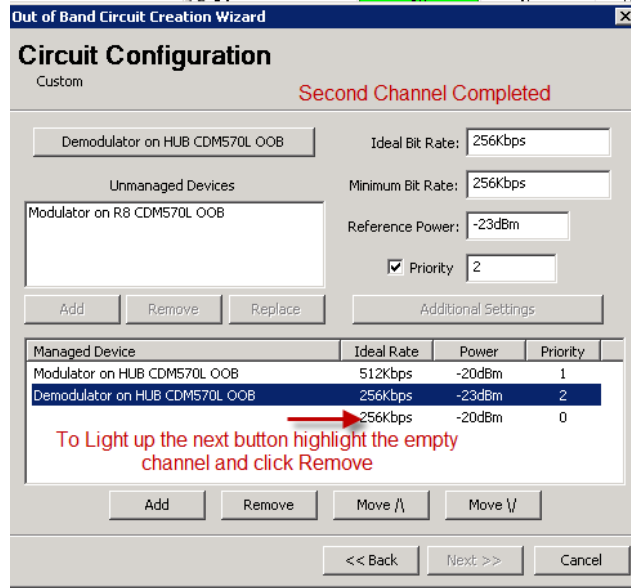 Out of Band Circuit Creation Wizard
Circuit Configuration
Custom
Second Channel Completed
Demodulator on HUB CDM570L OOB
Ideal Bit Rate: 256Kbps
Unmanaged Devices
Minimum Bit Rate: 256Kbps
Modulator on R8 CDM570L OOB
Reference Power: -23dBm
Priority 2
Add Remove Replace
Additional Settings
Managed Device Ideal Rate Power Priority
Modulator on HUB CDM570L OOB 512Kbps -20dBm 1
Demodulator on HUB CDM570L OOB 256Kbps -23dBm 2
256Kbps -20dBm 0
To Light up the next button highlight the empty
channel and click Remove
Add Remove Move /\ Move \/
<< Back Next >> Cancel